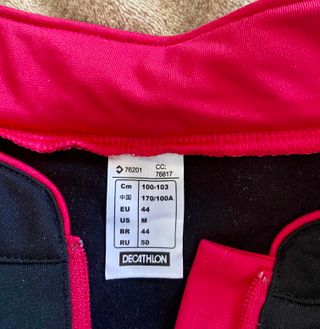 76201 CC: 76817
Cm 100-103
中国 170/100A
EU 44
US M
BR 44
RU 50
DECATHLON